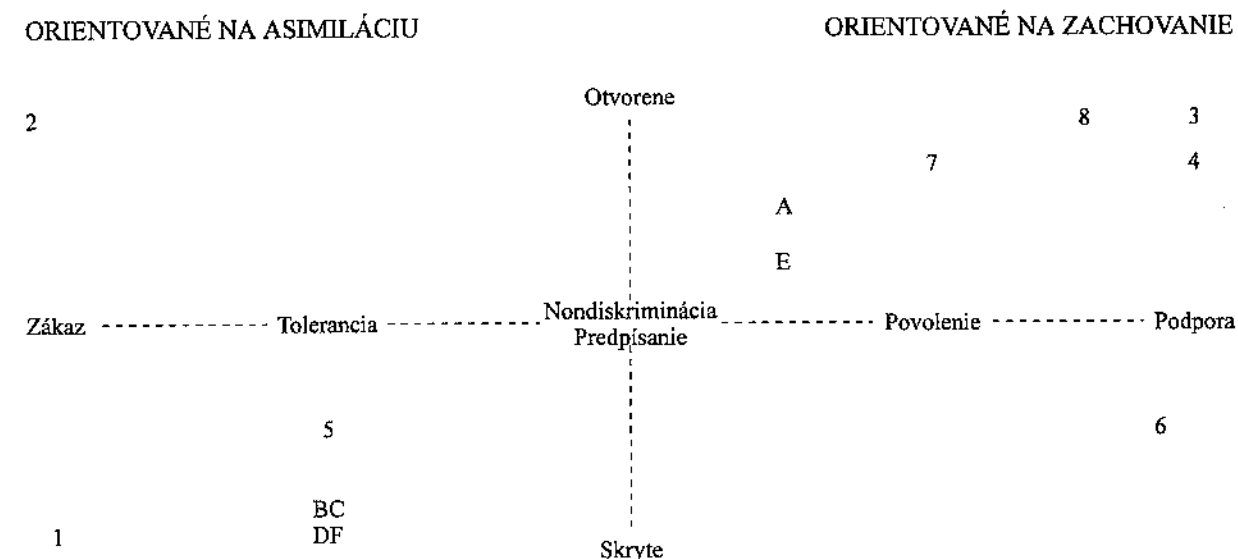 ORIENTOVANÉ NA ASIMILÁCIU
ORIENTOVANÉ NA ZACHOVANIE
Otvorene
2
8 3
7 4
A
E
Zákaz Tolerancia Nondiskriminácia Povolenie Podpora
Predpísanie
5 6
BC
1 DF
Skryte